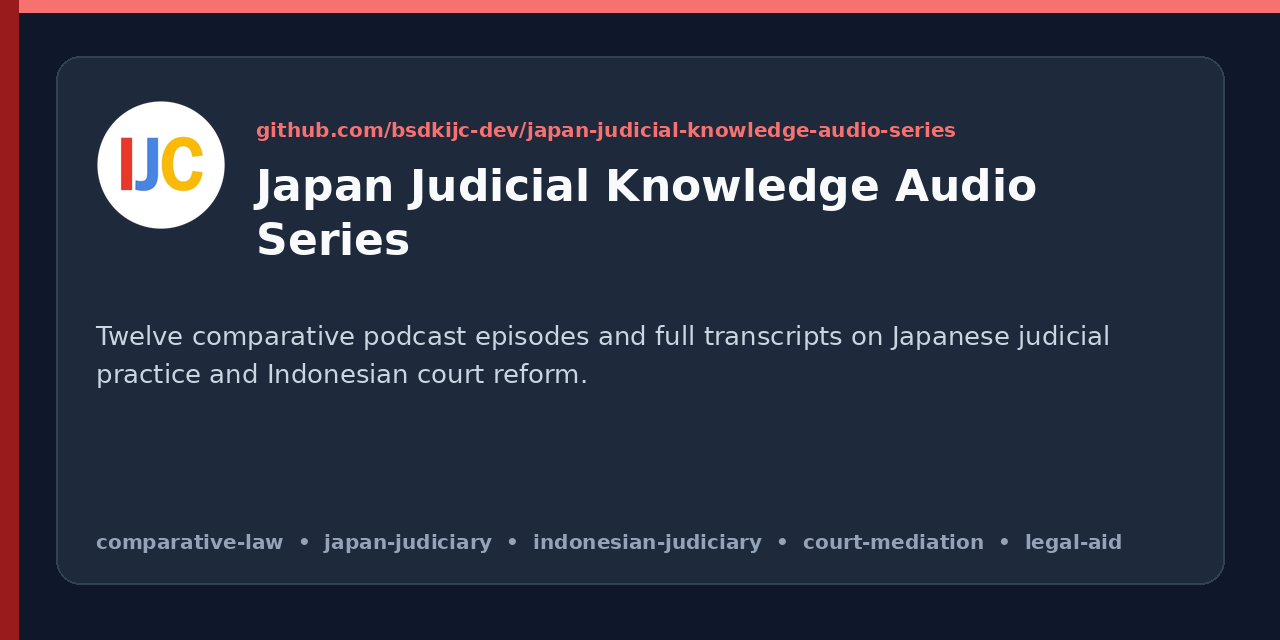 IJC
github.com/bsdkijc-dev/japan-judicial-knowledge-audio-series
Japan Judicial Knowledge Audio
Series
Twelve comparative podcast episodes and full transcripts on Japanese judicial
practice and Indonesian court reform.
comparative-law • japan-judiciary • indonesian-judiciary • court-mediation • legal-aid